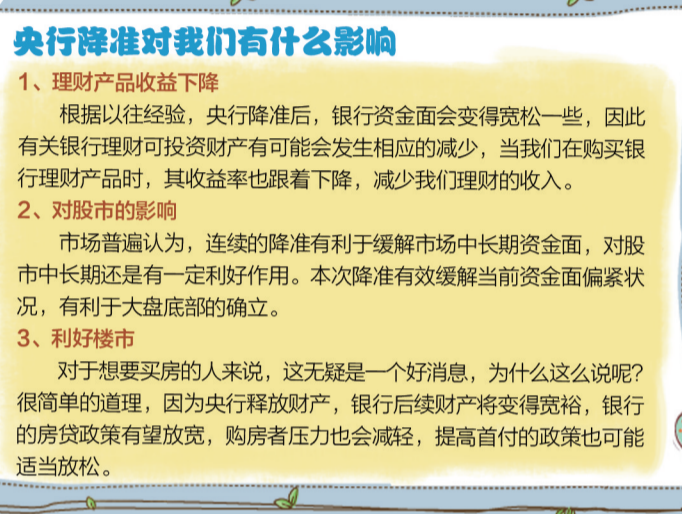 央行降准对我们有什么影响
1、理财产品收益下降
根据以往经验，央行降准后，银行资金面会变得宽松一些，因此
有关银行理财可投资财产有可能会发生相应的减少，当我们在购买银
行理财产品时，其收益率也跟着下降，减少我们理财的收入。
2、对股市的影响
市场普遍认为，连续的降准有利于缓解市场中长期资金面，对股
市中长期还是有一定利好作用。本次降准有效缓解当前资金面偏紧状
况，有利于大盘底部的确立。
3、利好楼市
对于想要买房的人来说，这无疑是一个好消息，为什么这么说呢?
很简单的道理，因为央行释放财产，银行后续财产将变得宽裕，银行
的房贷政策有望放宽，购房者压力也会减轻，提高首付的政策也可能
适当放松。